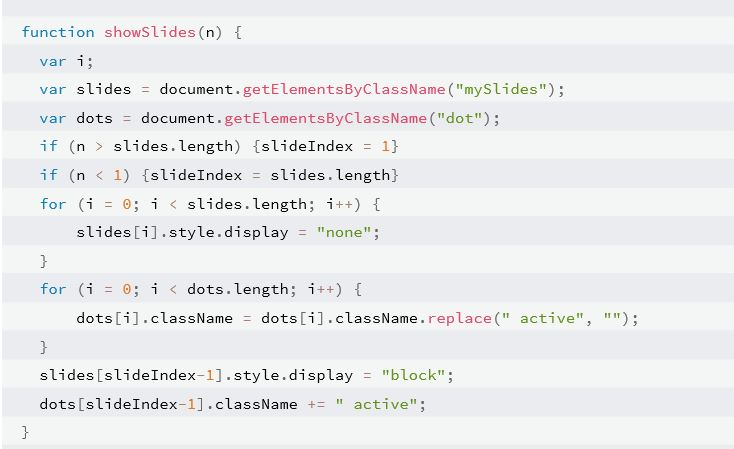 function showSlides(n) {
  var i;
  var slides = document.getElementsByClassName("mySlides");
  var dots = document.getElementsByClassName("dot");
  if (n > slides.length) {slideIndex = 1}
  if (n < 1) {slideIndex = slides.length}
  for (i = 0; i < slides.length; i++) {
      slides[i].style.display = "none";
  }
  for (i = 0; i < dots.length; i++) {
      dots[i].className = dots[i].className.replace(" active", "");
  }
  slides[slideIndex-1].style.display = "block";
  dots[slideIndex-1].className += " active";
}